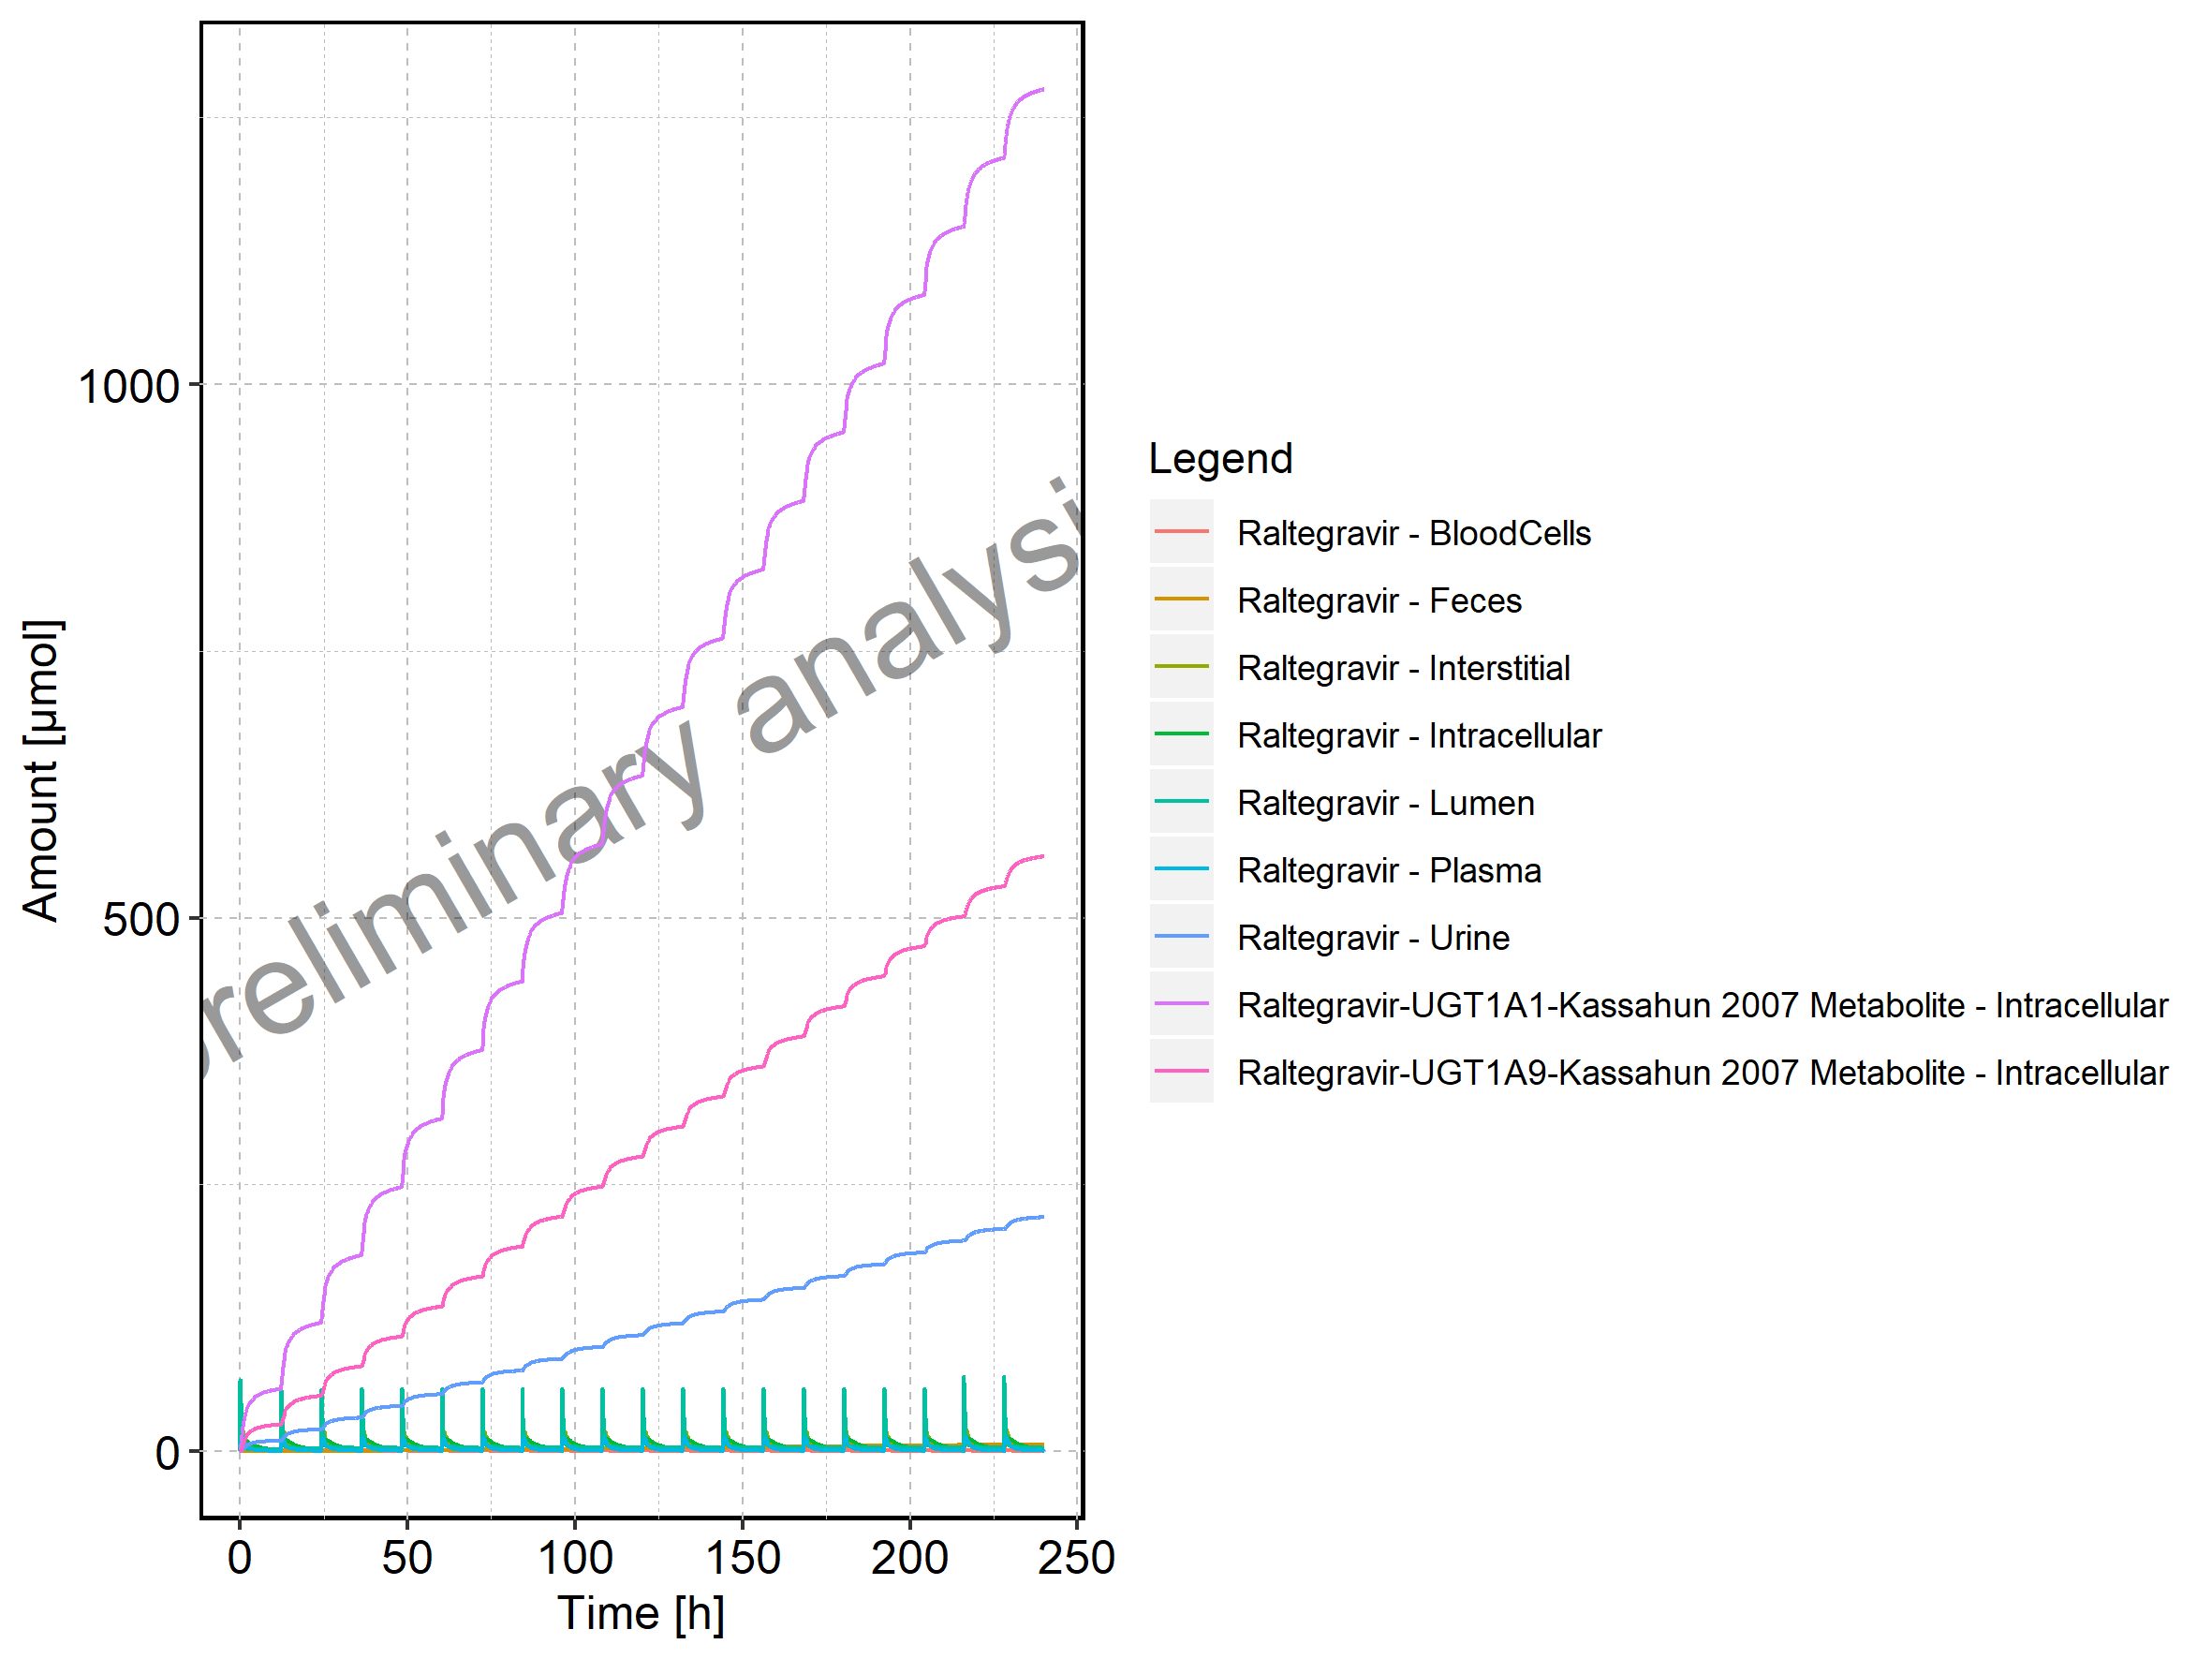 1000
500
0
Amount [µmol]
preliminary analysi
0 50 100 150 200 250
Time [h]
Legend
Raltegravir - BloodCells
Raltegravir - Feces
Raltegravir - Interstitial
Raltegravir - Intracellular
Raltegravir - Lumen
Raltegravir - Plasma
Raltegravir - Urine
Raltegravir-UGT1A1-Kassahun 2007 Metabolite - Intracellular
Raltegravir-UGT1A9-Kassahun 2007 Metabolite - Intracellular